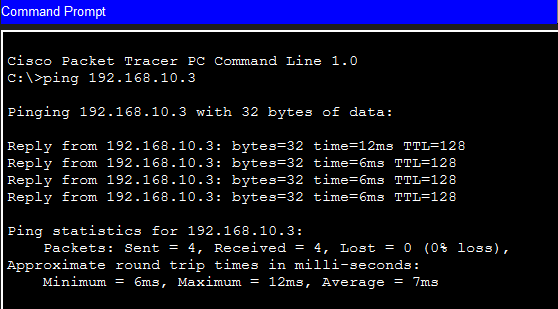 Command Prompt
Cisco Packet Tracer PC Command Line 1.0
C:\>ping 192.168.10.3
Pinging 192.168.10.3 with 32 bytes of data:
Reply from 192.168.10.3: bytes=32 time=12ms TTL=128
Reply from 192.168.10.3: bytes=32 time=6ms TTL=128
Reply from 192.168.10.3: bytes=32 time=6ms TTL=128
Reply from 192.168.10.3: bytes=32 time=6ms TTL=128
Ping statistics for 192.168.10.3:
Packets: Sent = 4, Received = 4, Lost = 0 (0% loss),
Approximate round trip times in milli-seconds:
Minimum = 6ms, Maximum = 12ms, Average = 7ms